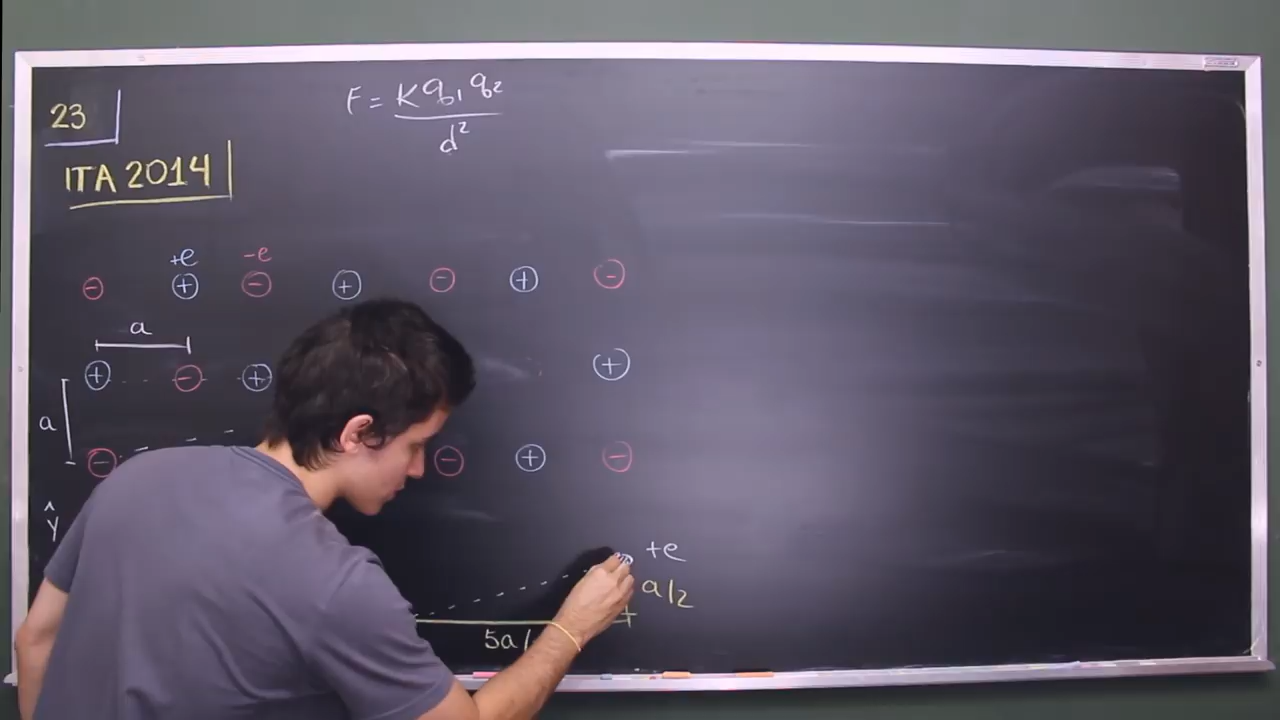 23
ITA 2014
F = K q₁ q₂ / d²
+e -e
⊖ ⊕ ⊖ ⊕ ⊖ ⊕ ⊖
a
⊕ ⊖ ⊕ ⊕
a
⊖ ⊖ ⊕ ⊖
ŷ
+e
a/2
5a/